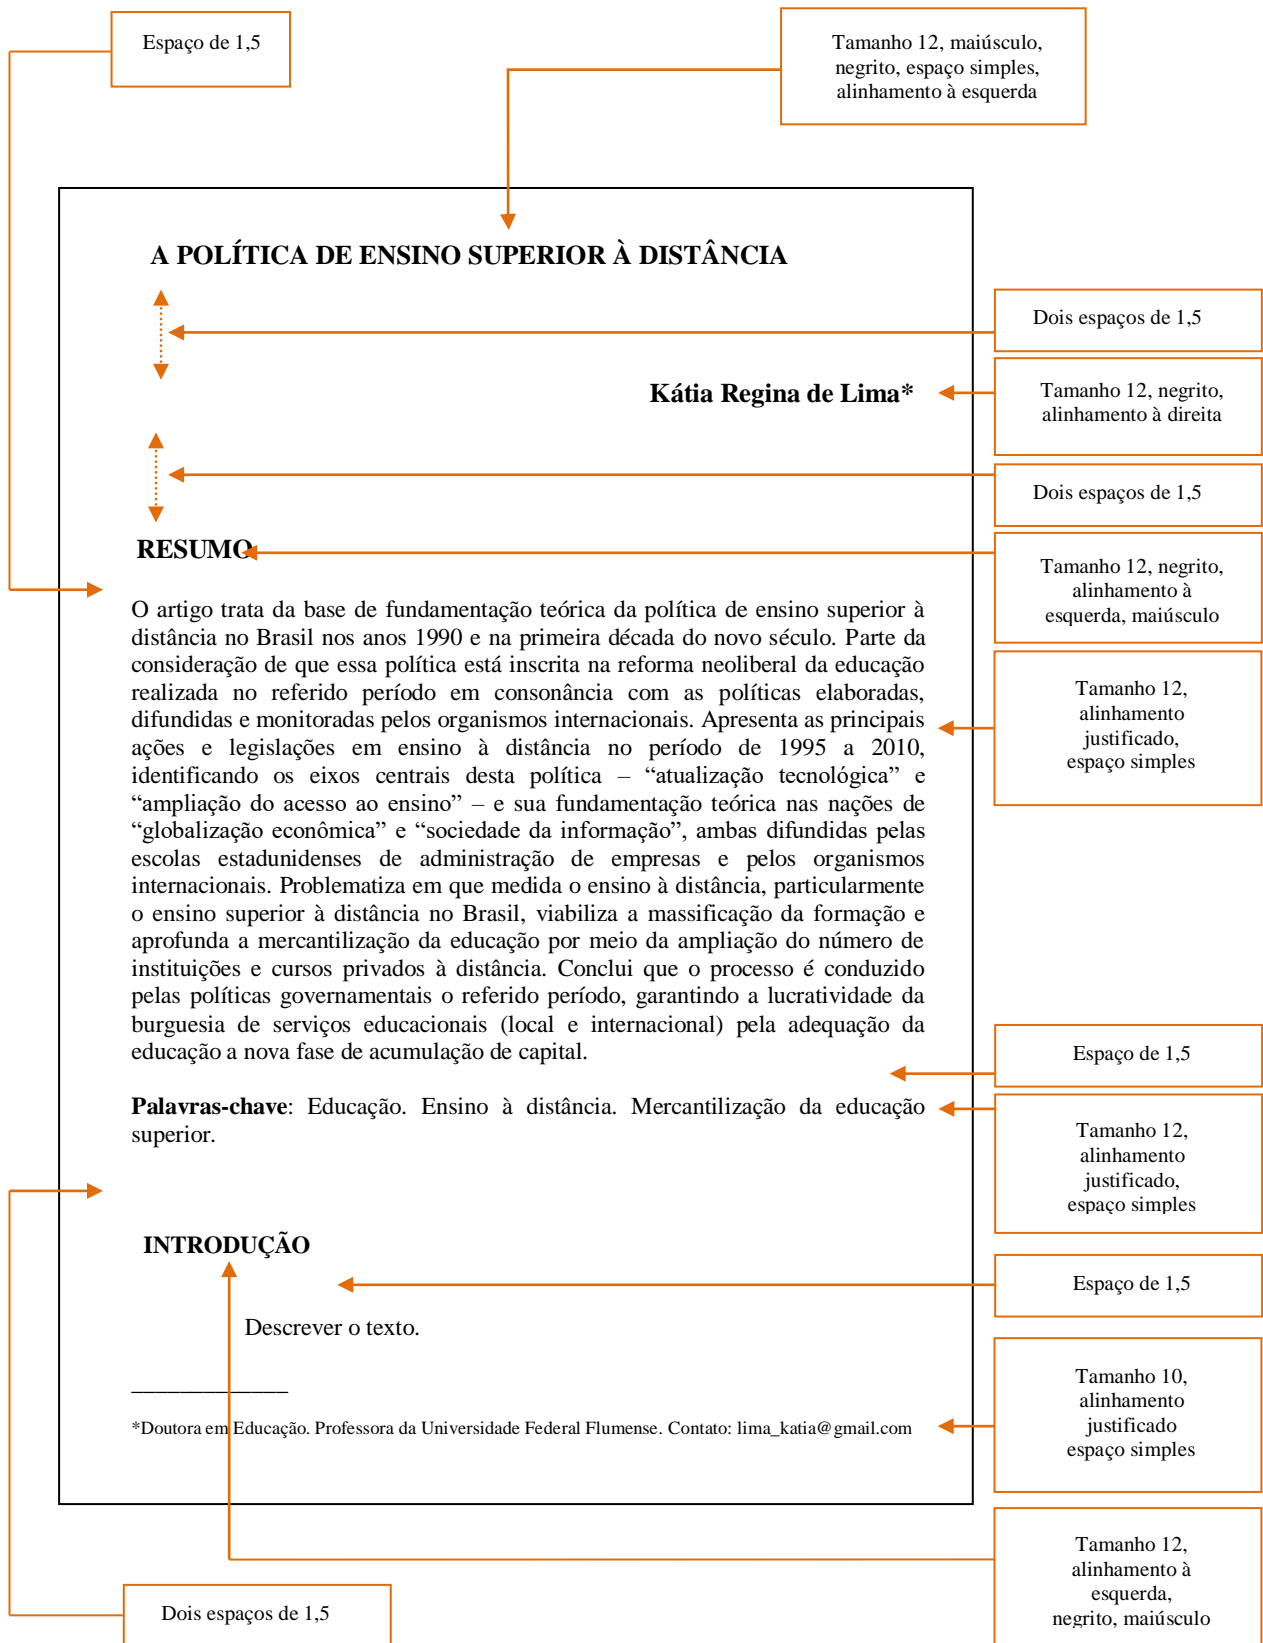 Espaço de 1,5
Tamanho 12, maiúsculo,
negrito, espaço simples,
alinhamento à esquerda
A POLÍTICA DE ENSINO SUPERIOR À DISTÂNCIA
Dois espaços de 1,5
Kátia Regina de Lima*
Tamanho 12, negrito,
alinhamento à direita
Dois espaços de 1,5
RESUMO
Tamanho 12, negrito,
alinhamento à
esquerda, maiúsculo
O artigo trata da base de fundamentação teórica da política de ensino superior à
distância no Brasil nos anos 1990 e na primeira década do novo século. Parte da
consideração de que essa política está inscrita na reforma neoliberal da educação
realizada no referido período em consonância com as políticas elaboradas,
difundidas e monitoradas pelos organismos internacionais. Apresenta as principais
ações e legislações em ensino à distância no período de 1995 a 2010,
identificando os eixos centrais desta política – “atualização tecnológica” e
“ampliação do acesso ao ensino” – e sua fundamentação teórica nas nações de
“globalização econômica” e “sociedade da informação”, ambas difundidas pelas
escolas estadunidenses de administração de empresas e pelos organismos
internacionais. Problematiza em que medida o ensino à distância, particularmente
o ensino superior à distância no Brasil, viabiliza a massificação da formação e
aprofunda a mercantilização da educação por meio da ampliação do número de
instituições e cursos privados à distância. Conclui que o processo é conduzido
pelas políticas governamentais o referido período, garantindo a lucratividade da
burguesia de serviços educacionais (local e internacional) pela adequação da
educação a nova fase de acumulação de capital.
Tamanho 12,
alinhamento
justificado,
espaço simples
Espaço de 1,5
Palavras-chave: Educação. Ensino à distância. Mercantilização da educação
superior.
Tamanho 12,
alinhamento
justificado,
espaço simples
INTRODUÇÃO
Espaço de 1,5
Descrever o texto.
*Doutora em Educação. Professora da Universidade Federal Flumense. Contato: lima_katia@gmail.com
Tamanho 10,
alinhamento
justificado
espaço simples
Tamanho 12,
alinhamento à
esquerda,
negrito, maiúsculo
Dois espaços de 1,5